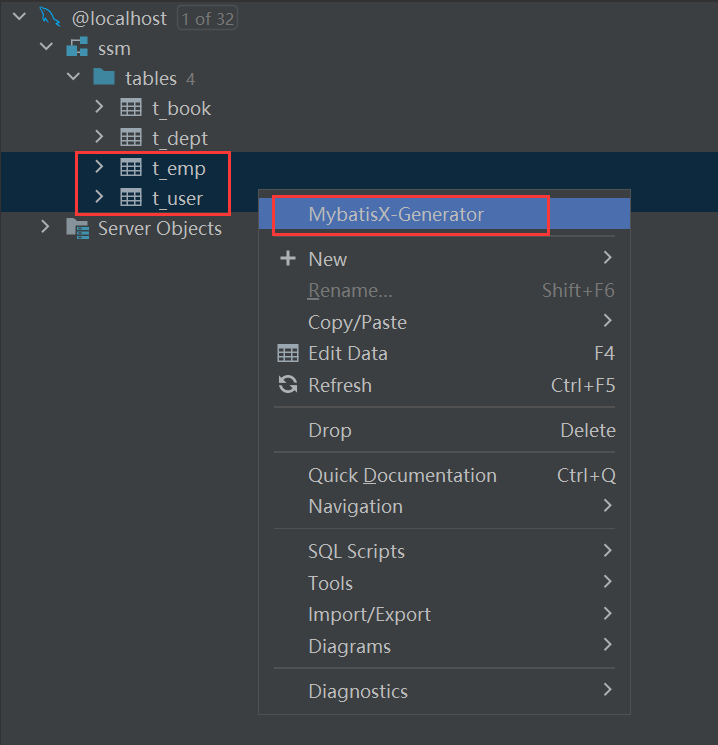 @localhost 1 of 32
ssm
tables 4
t_book
t_dept
t_emp
t_user
Server Objects
MybatisX-Generator
New
Rename... Shift+F6
Copy/Paste
Edit Data F4
Refresh Ctrl+F5
Drop Delete
Quick Documentation Ctrl+Q
Navigation
SQL Scripts
Tools
Import/Export
Diagrams
Diagnostics